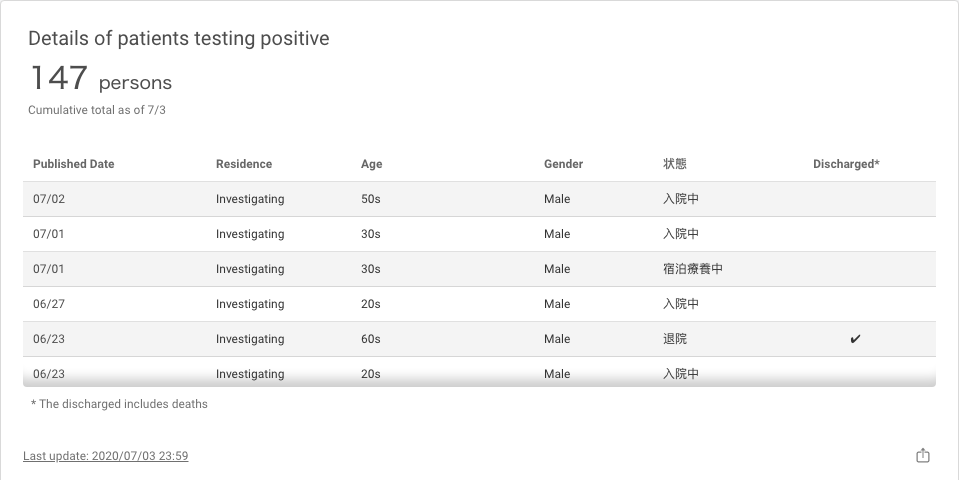 Details of patients testing positive
147 persons
Cumulative total as of 7/3
Published Date Residence Age Gender 状態 Discharged*
07/02 Investigating 50s Male 入院中
07/01 Investigating 30s Male 入院中
07/01 Investigating 30s Male 宿泊療養中
06/27 Investigating 20s Male 入院中
06/23 Investigating 60s Male 退院 ✔
06/23 Investigating 20s Male 入院中
* The discharged includes deaths
Last update: 2020/07/03 23:59